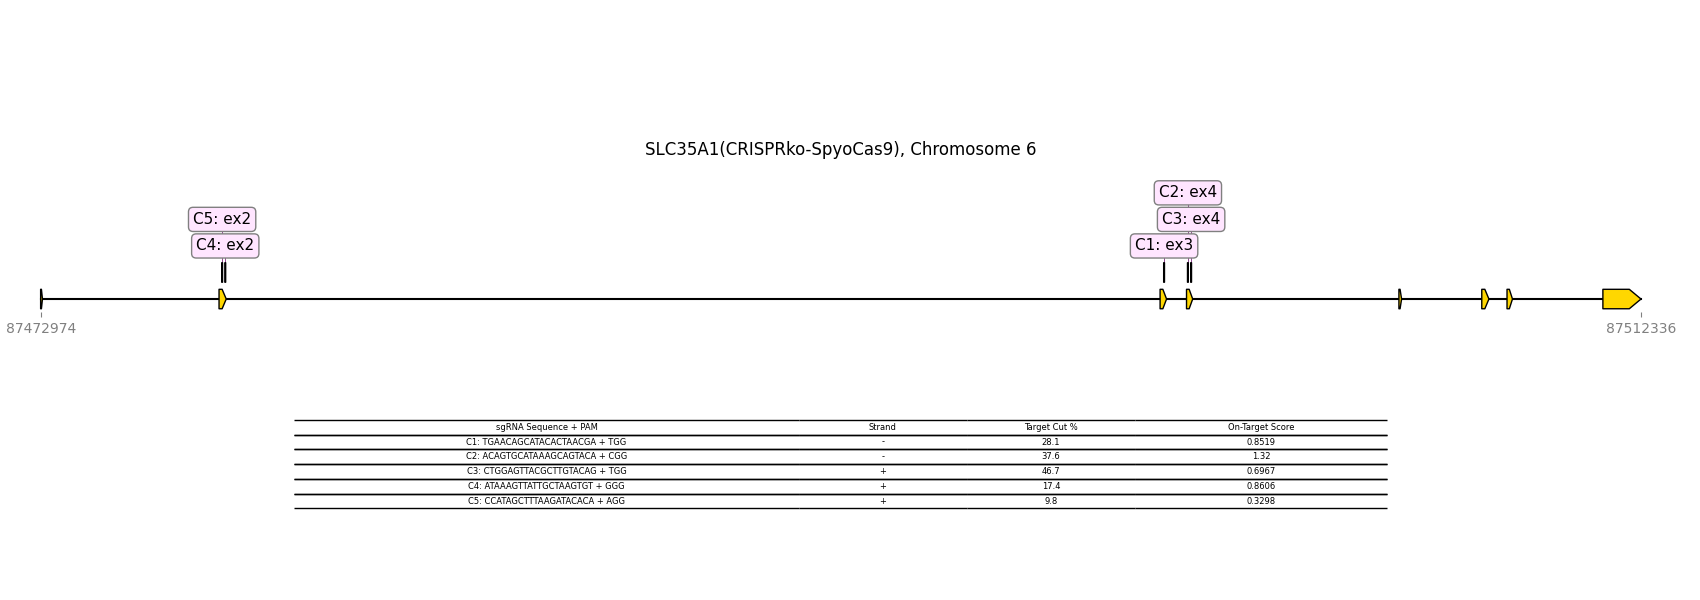 SLC35A1(CRISPRko-SpyoCas9), Chromosome 6
C2: ex4
C5: ex2
C3: ex4
C4: ex2
C1: ex3
87472974
87512336
sgRNA Sequence + PAM Strand Target Cut % On-Target Score
C1: TGAACAGCATACACTAACGA + TGG - 28.1 0.8519
C2: ACAGTGCATAAAGCAGTACA + CGG - 37.6 1.32
C3: CTGGAGTTACGCTTGTACAG + TGG + 46.7 0.6967
C4: ATAAAGTTATTGCTAAGTGT + GGG + 17.4 0.8606
C5: CCATAGCTTTAAGATACACA + AGG + 9.8 0.3298